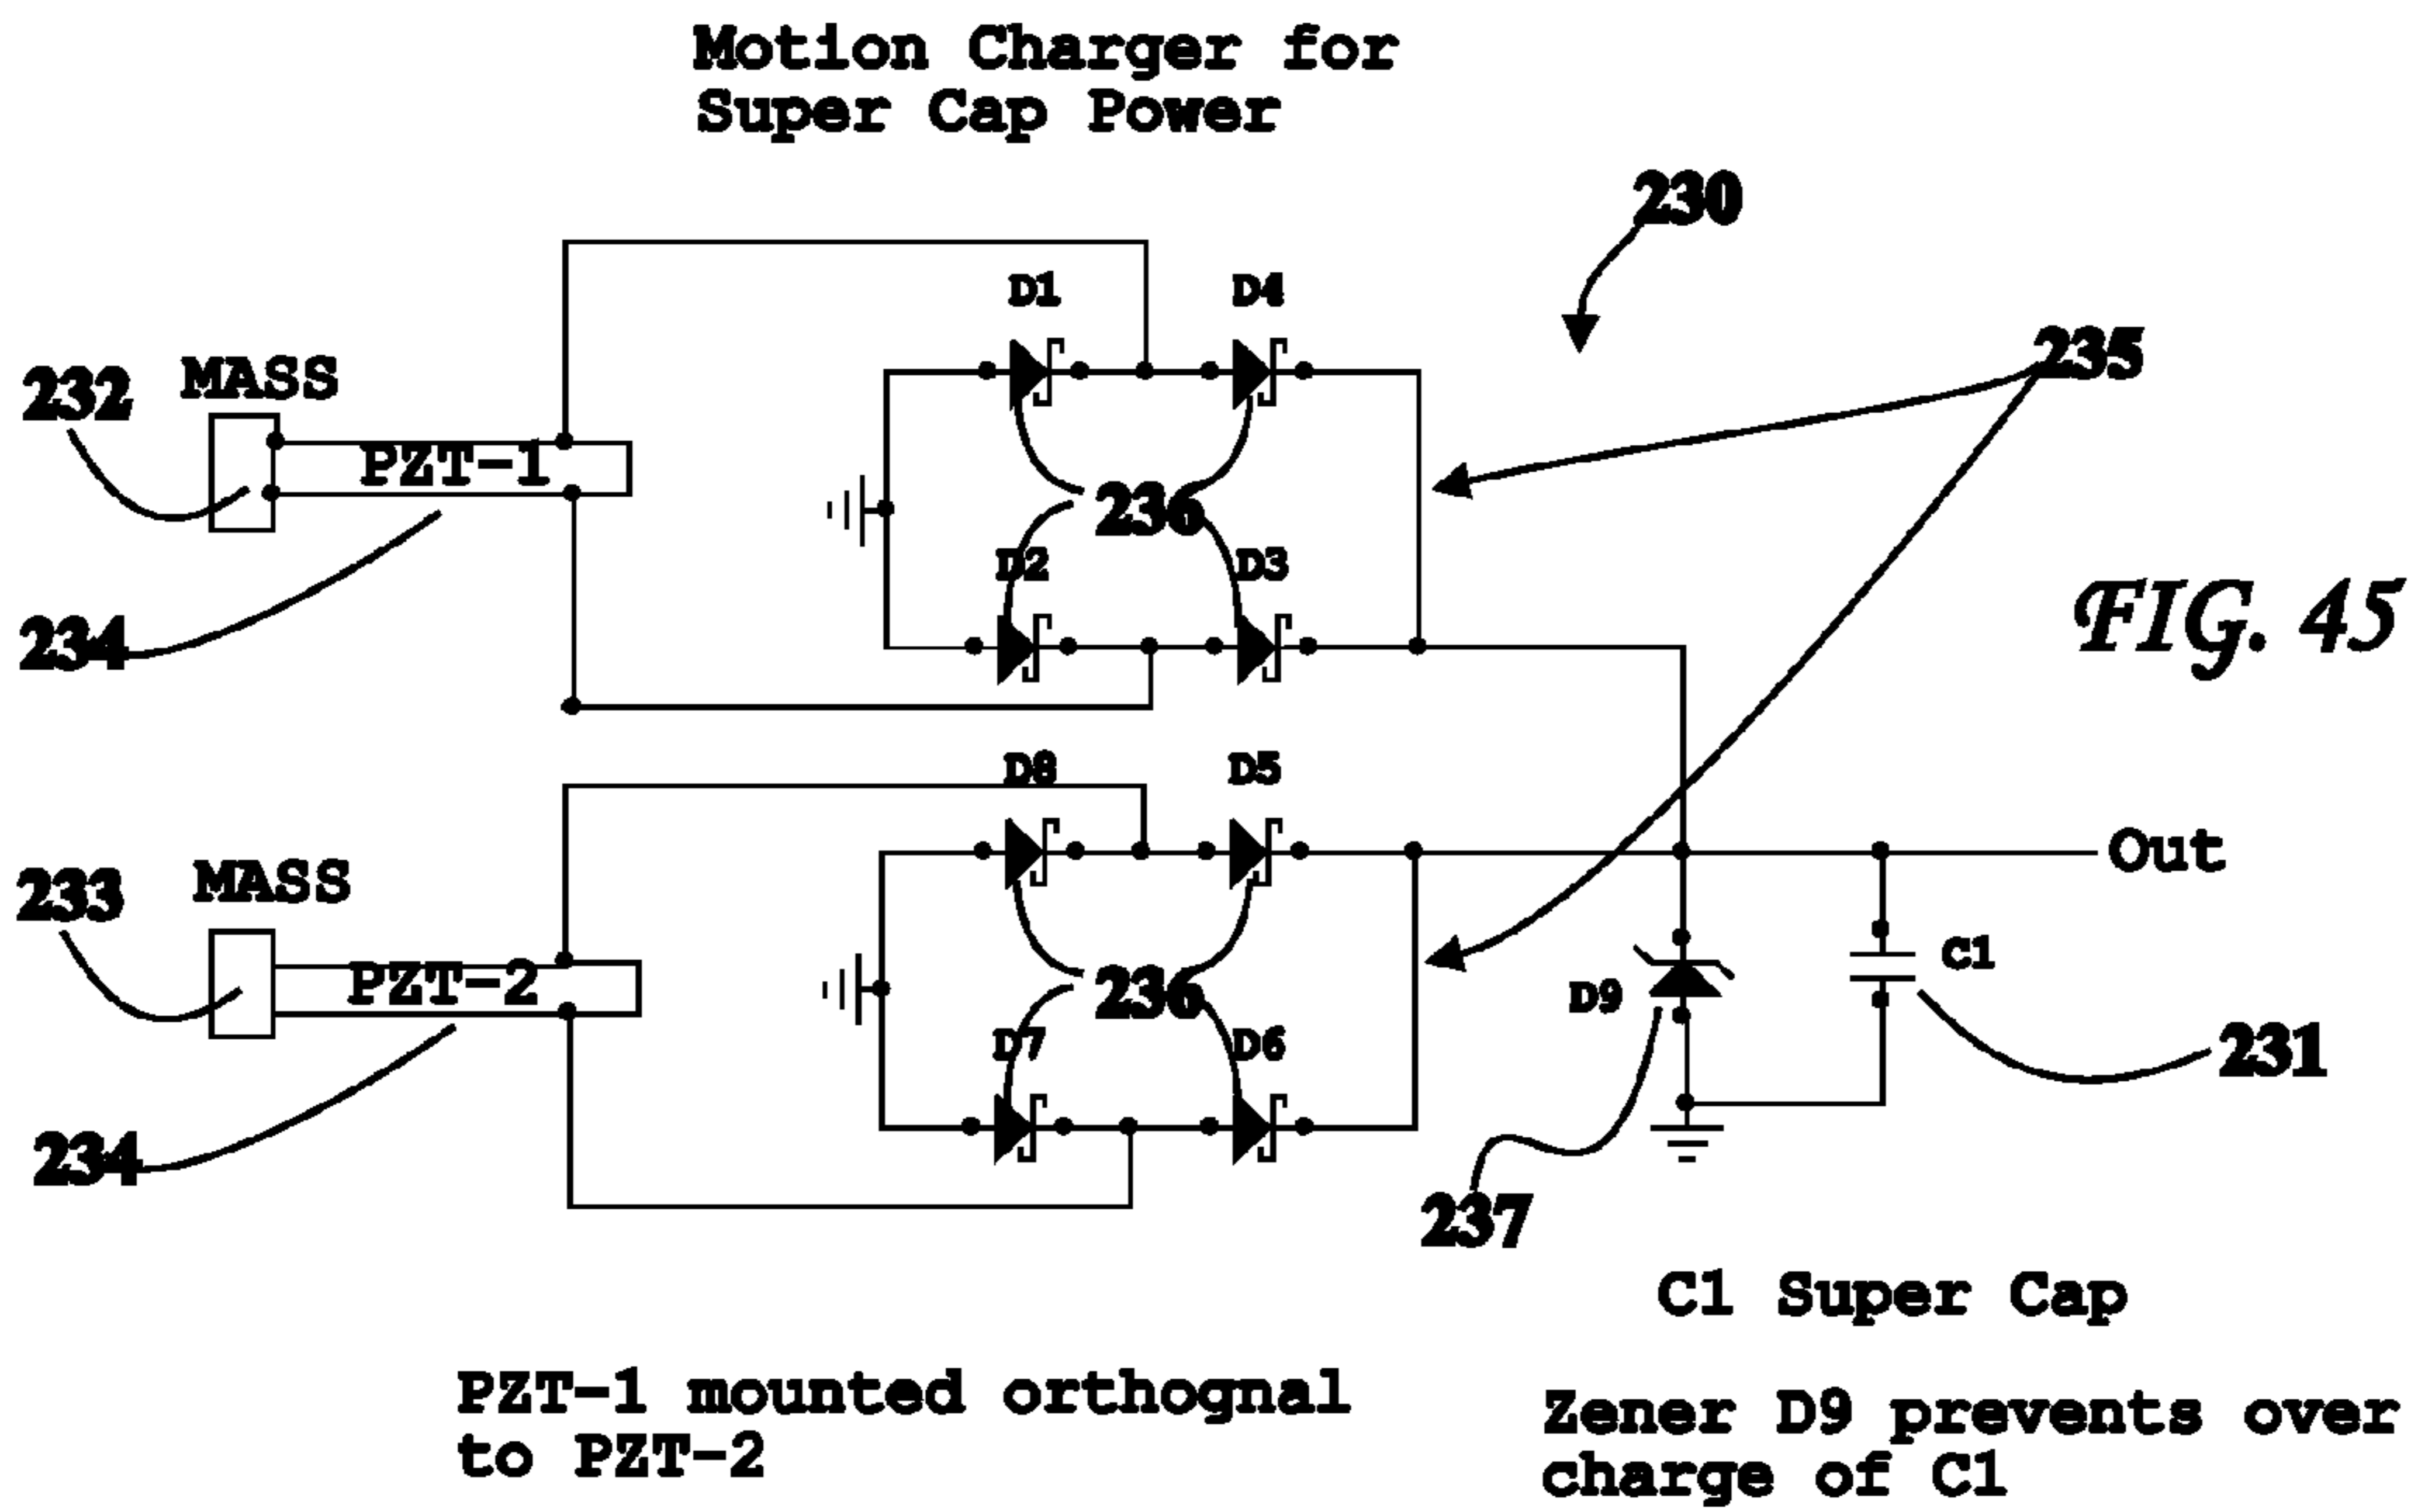 Motion Charger for
Super Cap Power
230
D1
D4
235
232
MASS
PZT-1
236
D2
D3
234
FIG. 45
D8
D5
Out
233
MASS
PZT-2
236
D9
C1
D7
D6
231
234
237
C1 Super Cap
PZT-1 mounted orthognal
to PZT-2
Zener D9 prevents over
charge of C1